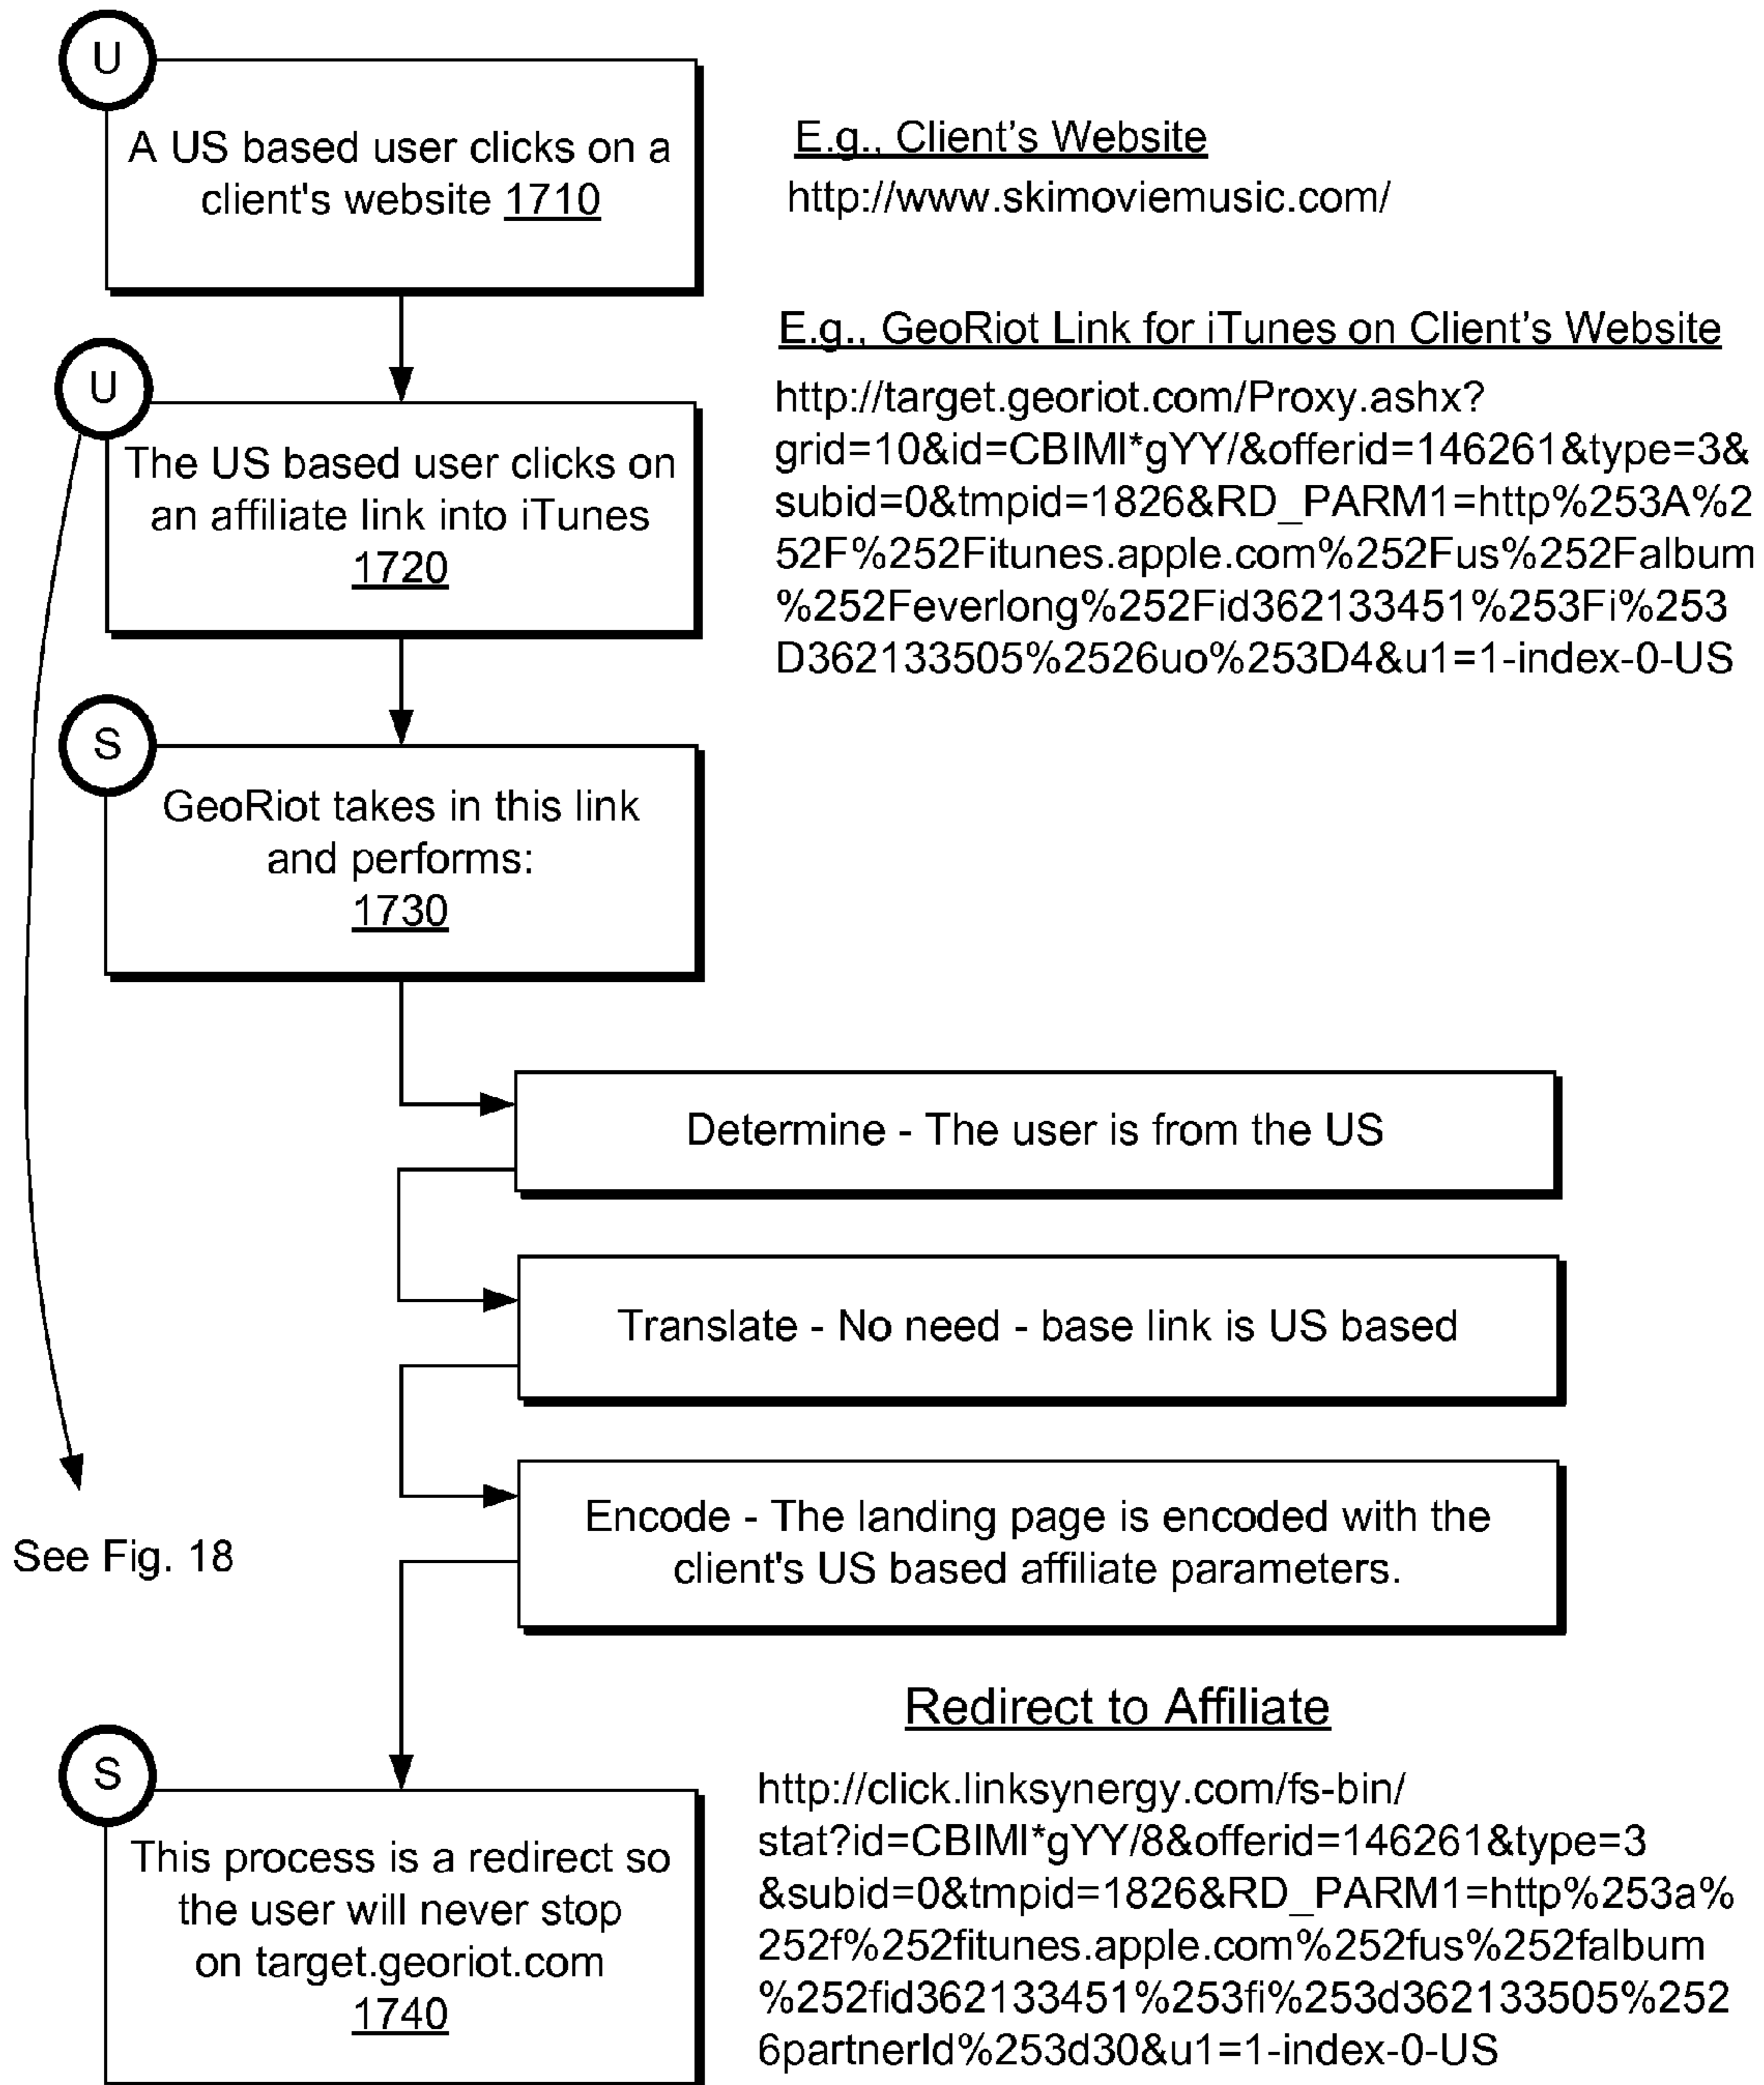 U
A US based user clicks on a
client's website 1710
E.g., Client's Website
http://www.skimoviemusic.com/
E.g., GeoRiot Link for iTunes on Client's Website
http://target.georiot.com/Proxy.ashx?
grid=10&id=CBIMl*gYY/&offerid=146261&type=3&
subid=0&tmpid=1826&RD_PARM1=http%253A%2
52F%252Fitunes.apple.com%252Fus%252Falbum
%252Feverlong%252Fid362133451%253Fi%253
D362133505%2526uo%253D4&u1=1-index-0-US
U
The US based user clicks on
an affiliate link into iTunes
1720
S
GeoRiot takes in this link
and performs:
1730
Determine - The user is from the US
Translate - No need - base link is US based
Encode - The landing page is encoded with the
client's US based affiliate parameters.
See Fig. 18
S
This process is a redirect so
the user will never stop
on target.georiot.com
1740
Redirect to Affiliate
http://click.linksynergy.com/fs-bin/
stat?id=CBIMl*gYY/8&offerid=146261&type=3
&subid=0&tmpid=1826&RD_PARM1=http%253a%
252f%252fitunes.apple.com%252fus%252falbum
%252fid362133451%253fi%253d362133505%252
6partnerId%253d30&u1=1-index-0-US